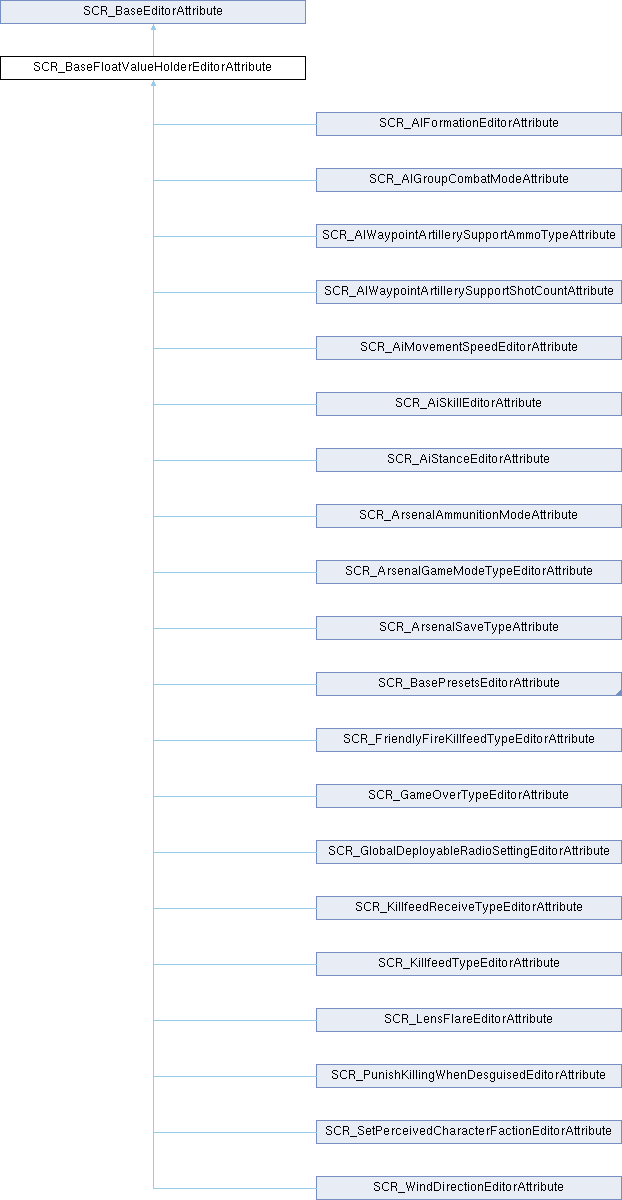 SCR_BaseEditorAttribute
SCR_BaseFloatValueHolderEditorAttribute
SCR_AIFormationEditorAttribute
SCR_AIGroupCombatModeAttribute
SCR_AIWaypointArtillerySupportAmmoTypeAttribute
SCR_AIWaypointArtillerySupportShotCountAttribute
SCR_AiMovementSpeedEditorAttribute
SCR_AiSkillEditorAttribute
SCR_AiStanceEditorAttribute
SCR_ArsenalAmmunitionModeAttribute
SCR_ArsenalGameModeTypeEditorAttribute
SCR_ArsenalSaveTypeAttribute
SCR_BasePresetsEditorAttribute
SCR_FriendlyFireKillfeedTypeEditorAttribute
SCR_GameOverTypeEditorAttribute
SCR_GlobalDeployableRadioSettingEditorAttribute
SCR_KillfeedReceiveTypeEditorAttribute
SCR_KillfeedTypeEditorAttribute
SCR_LensFlareEditorAttribute
SCR_PunishKillingWhenDesguisedEditorAttribute
SCR_SetPerceivedCharacterFactionEditorAttribute
SCR_WindDirectionEditorAttribute